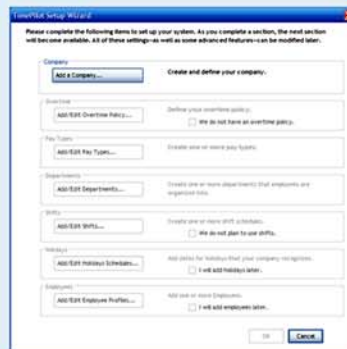 TimePilot Setup Wizard
Please complete the following items to set up your system. As you complete a section, the next section
will become available. All of these settings-as well as some advanced features-can be modified later.
Company
Add a Company...
Create and define your company.
Overtime
Add/Edit Overtime Policy...
Define your overtime policy.
We do not have an overtime policy.
Pay Types
Add/Edit Pay Types...
Create one or more pay types.
Departments
Add/Edit Departments...
Create one or more departments that employees are
organized into.
Shifts
Add/Edit Shifts...
Create one or more shift schedules.
We do not plan to use shifts.
Holidays
Add/Edit Holidays Schedules...
Add dates for holidays that your company recognizes.
I will add holidays later.
Employees
Add/Edit Employee Profiles...
Add one or more Employees.
I will add employees later.
OK
Cancel